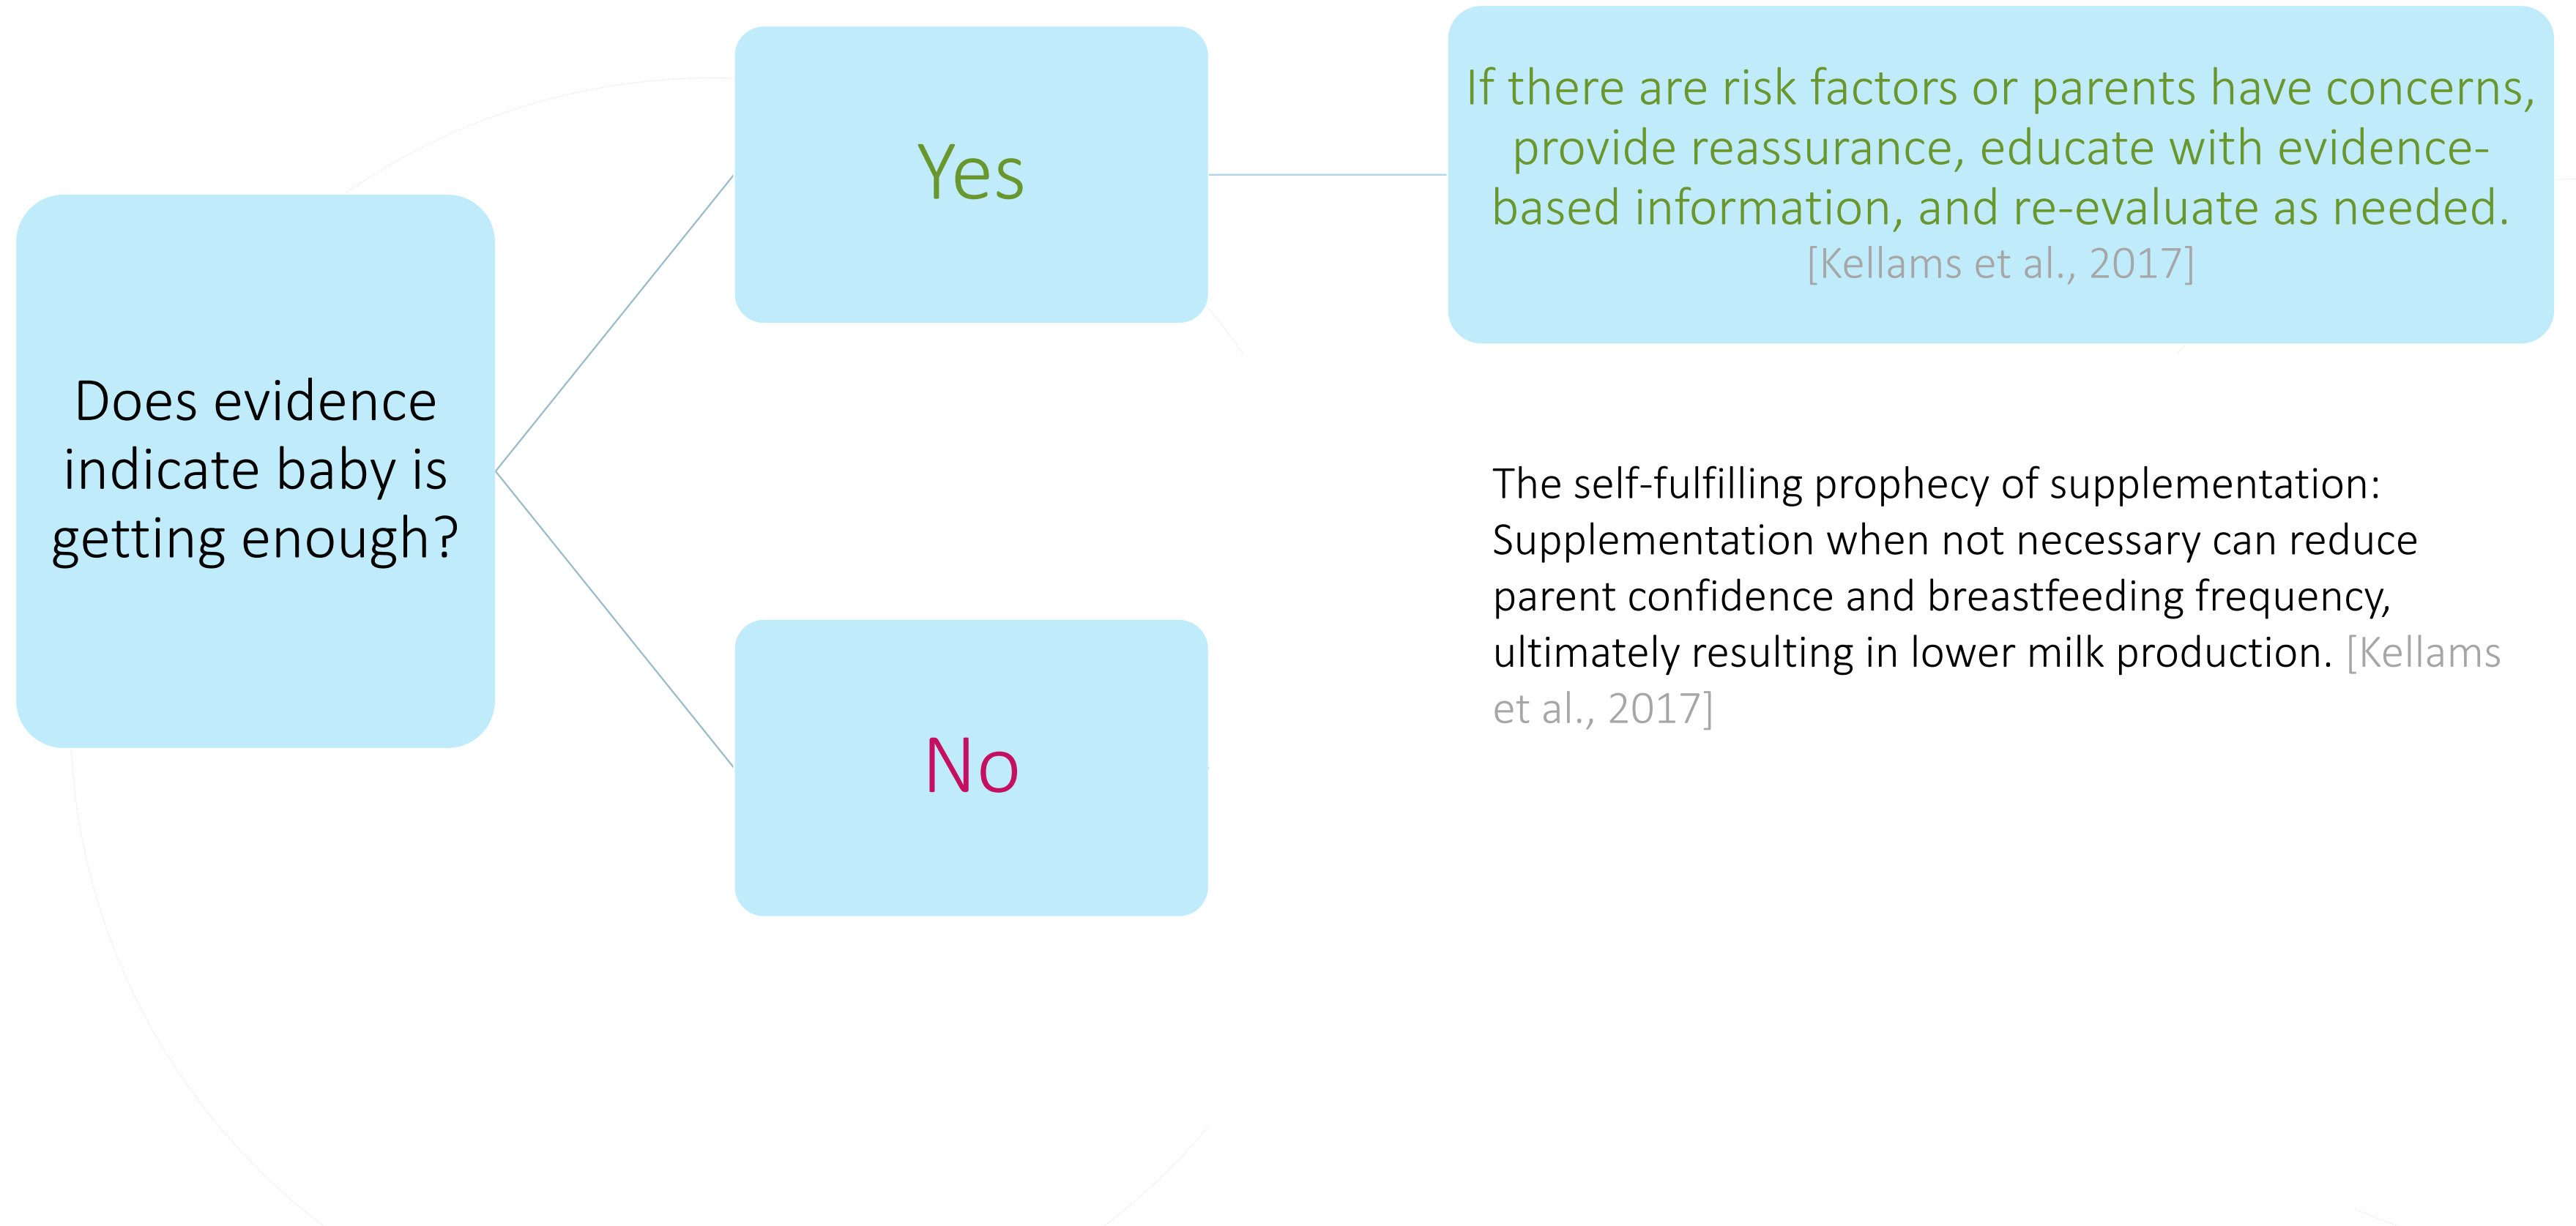 Does evidence
indicate baby is
getting enough?
Yes
If there are risk factors or parents have concerns,
provide reassurance, educate with evidence-
based information, and re-evaluate as needed.
[Kellams et al., 2017]
The self-fulfilling prophecy of supplementation:
Supplementation when not necessary can reduce
parent confidence and breastfeeding frequency,
ultimately resulting in lower milk production. [Kellams
et al., 2017]
No